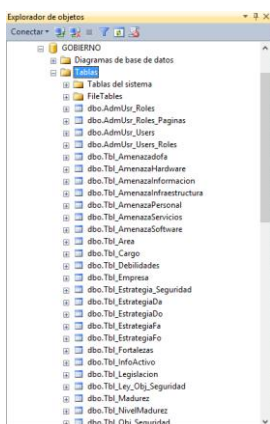 Explorador de objetos
Conectar
GOBIERNO
Diagramas de base de datos
Tablas
Tablas del sistema
FileTables
dbo.AdmUsr_Roles
dbo.AdmUsr_Roles_Paginas
dbo.AdmUsr_Users
dbo.AdmUsr_Users_Roles
dbo.Tbl_Amenazadofa
dbo.Tbl_AmenazaHardware
dbo.Tbl_AmenazaInformacion
dbo.Tbl_AmenazaInfraestructura
dbo.Tbl_AmenazaPersonal
dbo.Tbl_AmenazaServicios
dbo.Tbl_AmenazaSoftware
dbo.Tbl_Area
dbo.Tbl_Cargo
dbo.Tbl_Debilidades
dbo.Tbl_Empresa
dbo.Tbl_Estrategia_Seguridad
dbo.Tbl_EstrategiaDa
dbo.Tbl_EstrategiaDo
dbo.Tbl_EstrategiaFa
dbo.Tbl_EstrategiaFo
dbo.Tbl_Fortalezas
dbo.Tbl_InfoActivo
dbo.Tbl_Legislacion
dbo.Tbl_Ley_Obj_Seguridad
dbo.Tbl_Madurez
dbo.Tbl_NivelMadurez
dbo.Tbl_Obj_Seguridad